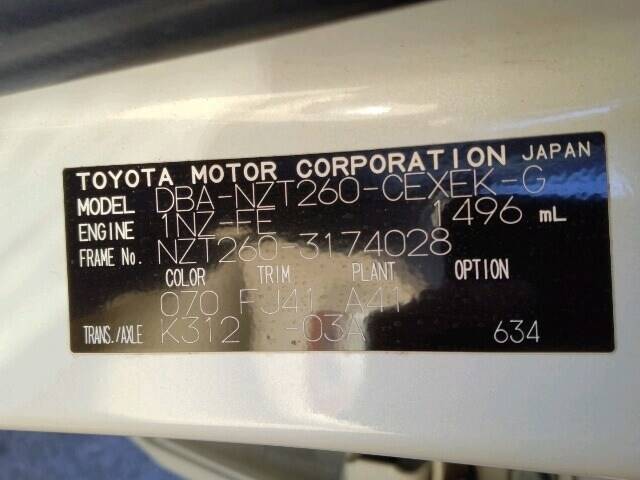 TOYOTA MOTOR CORPORATION JAPAN
MODEL DBA-NZT260-CEXEK-G
ENGINE 1NZ-FE 1496 mL
FRAME No. NZT260-3174028
COLOR TRIM PLANT OPTION
070 FJ41 A41
TRANS./AXLE K312 -03A 634